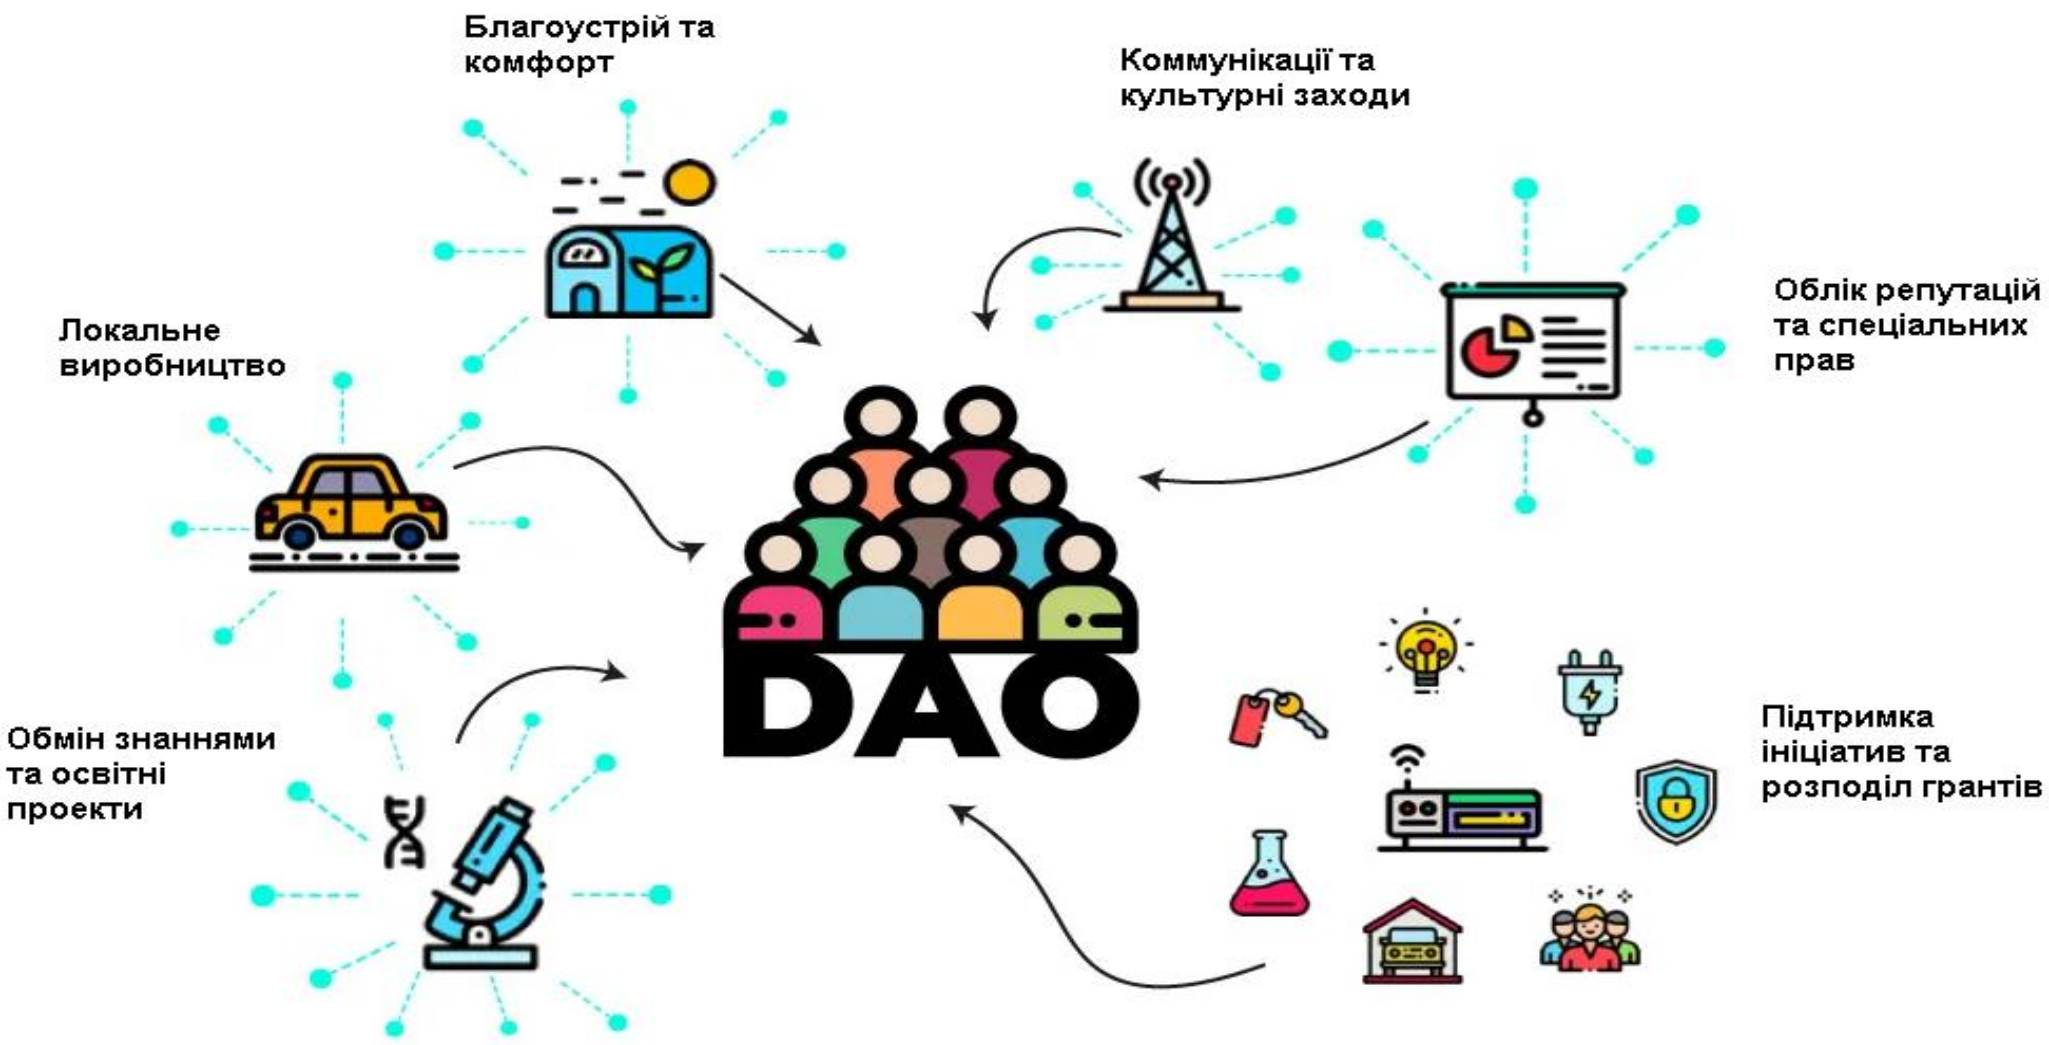 Благоустрій та
комфорт
Коммунікації та
культурні заходи
Облік репутацій
та спеціальних
прав
Локальне
виробництво
DAO
Підтримка
ініціатив та
розподіл грантів
Обмін знаннями
та освітні
проекти